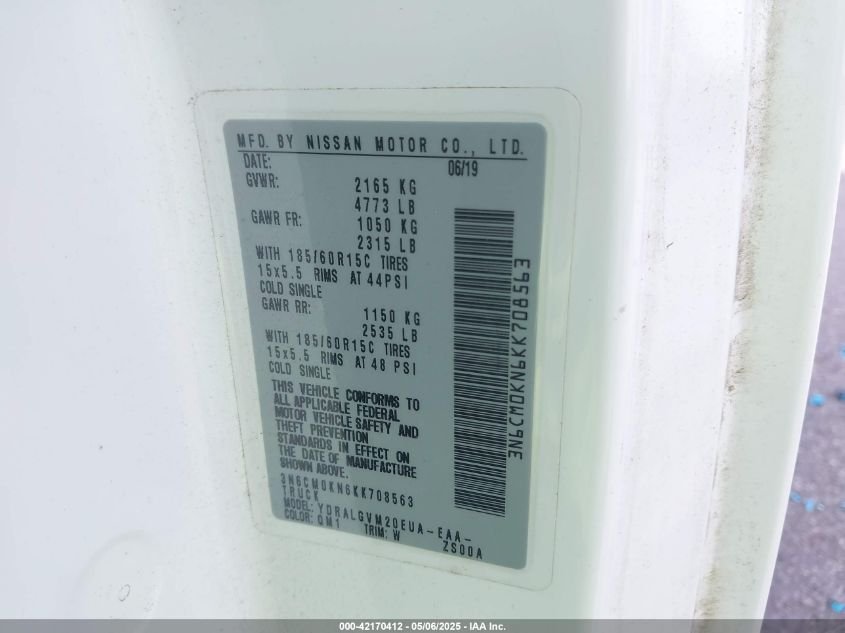 MFD. BY NISSAN MOTOR CO., LTD.
DATE: 06/19
GVWR: 2165 KG
4773 LB
GAWR FR: 1050 KG
2315 LB
WITH 185/60R15C TIRES
15x5.5 RIMS AT 44PSI
COLD SINGLE
GAWR RR: 1150 KG
2535 LB
WITH 185/60R15C TIRES
15x5.5 RIMS AT 48 PSI
COLD SINGLE
THIS VEHICLE CONFORMS TO
ALL APPLICABLE FEDERAL
MOTOR VEHICLE SAFETY AND
THEFT PREVENTION
STANDARDS IN EFFECT ON
THE DATE OF MANUFACTURE
SHOWN ABOVE.
3N6CM0KN6KK708563
TRUCK
MODEL: YDRALGVM20EUA-EAA-
COLOR: QM1 TRIM: W ZS00A
3N6CM0KN6KK708563
000-42170412 - 05/06/2025 - IAA Inc.